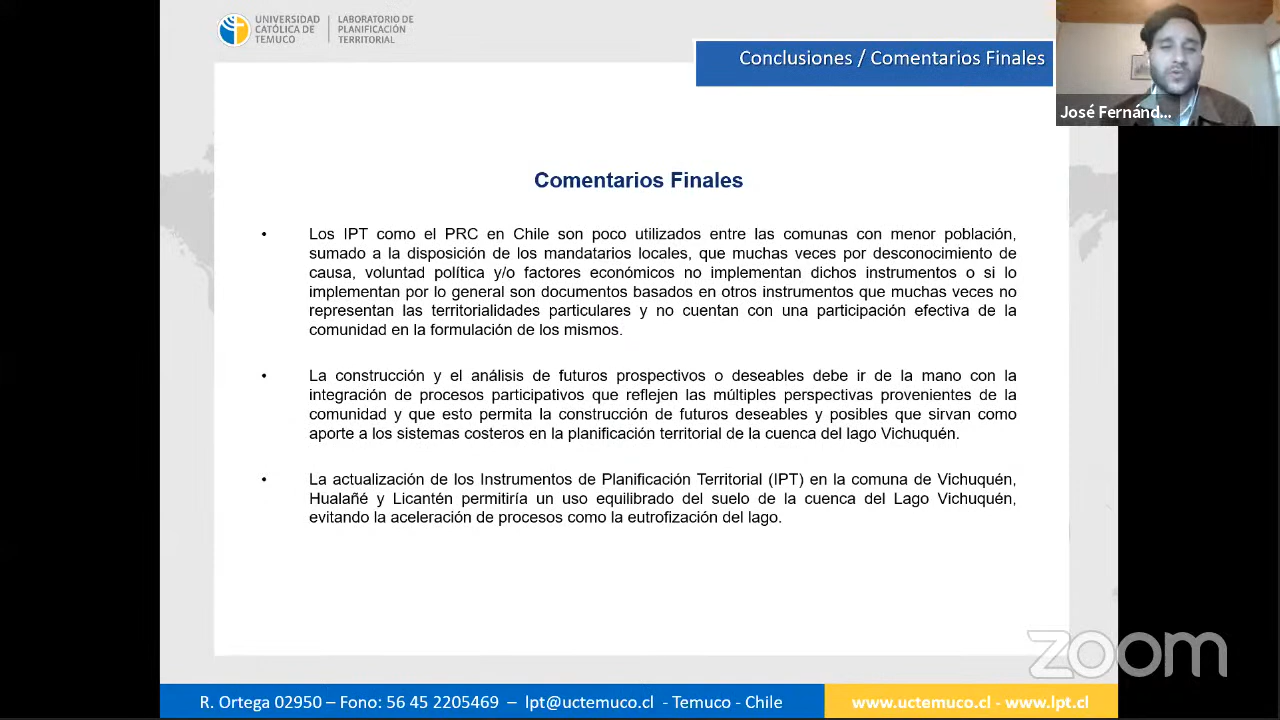 UNIVERSIDAD
CATÓLICA DE
TEMUCO
LABORATORIO DE
PLANIFICACIÓN
TERRITORIAL
Conclusiones / Comentarios Finales
José Fernánd...
Comentarios Finales
• Los IPT como el PRC en Chile son poco utilizados entre las comunas con menor población,
sumado a la disposición de los mandatarios locales, que muchas veces por desconocimiento de
causa, voluntad política y/o factores económicos no implementan dichos instrumentos o si lo
implementan por lo general son documentos basados en otros instrumentos que muchas veces no
representan las territorialidades particulares y no cuentan con una participación efectiva de la
comunidad en la formulación de los mismos.
• La construcción y el análisis de futuros prospectivos o deseables debe ir de la mano con la
integración de procesos participativos que reflejen las múltiples perspectivas provenientes de la
comunidad y que esto permita la construcción de futuros deseables y posibles que sirvan como
aporte a los sistemas costeros en la planificación territorial de la cuenca del lago Vichuquén.
• La actualización de los Instrumentos de Planificación Territorial (IPT) en la comuna de Vichuquén,
Hualañé y Licantén permitiría un uso equilibrado del suelo de la cuenca del Lago Vichuquén,
evitando la aceleración de procesos como la eutrofización del lago.
zoom
R. Ortega 02950 – Fono: 56 45 2205469 – lpt@uctemuco.cl - Temuco - Chile
www.uctemuco.cl - www.lpt.cl